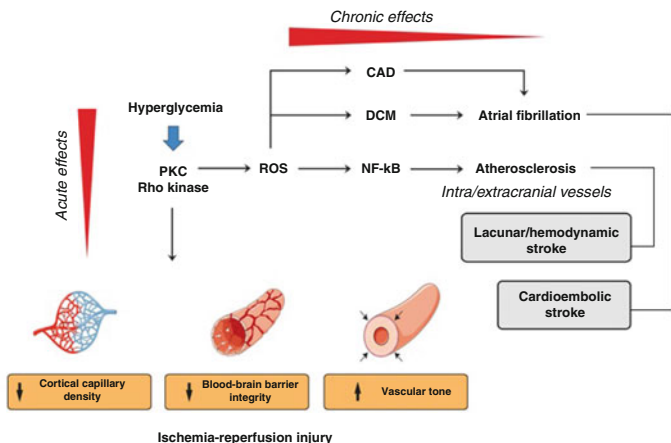 Chronic effects
Acute effects
CAD
Hyperglycemia
DCM
Atrial fibrillation
PKC
Rho kinase
ROS
NF-kB
Atherosclerosis
Intra/extracranial vessels
Lacunar/hemodynamic
stroke
Cardioembolic
stroke
Cortical capillary
density
Blood-brain barrier
integrity
Vascular tone
Ischemia-reperfusion injury